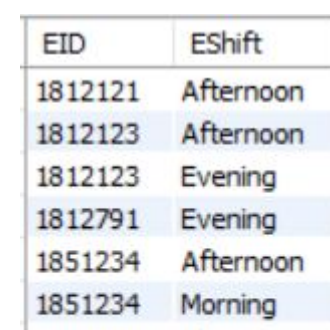 EID EShift
1812121 Afternoon
1812123 Afternoon
1812123 Evening
1812791 Evening
1851234 Afternoon
1851234 Morning